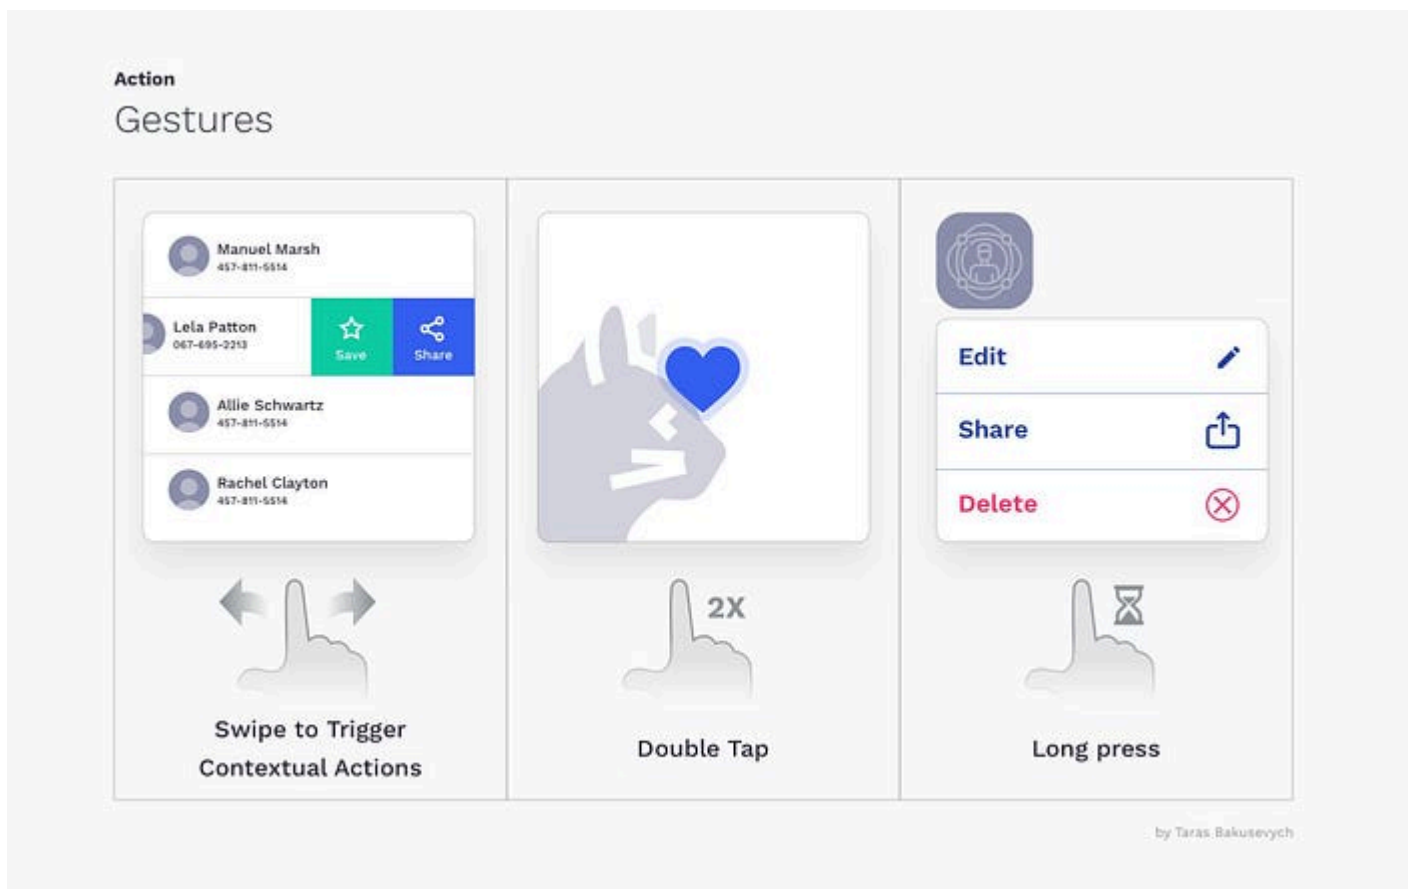 Action
Gestures
Manuel Marsh
457-811-5514
Lela Patton
067-695-2213
Save
Share
Allie Schwartz
457-811-5514
Rachel Clayton
457-811-5514
Swipe to Trigger
Contextual Actions
2X
Double Tap
Edit
Share
Delete
Long press
by Taras Bakusevych